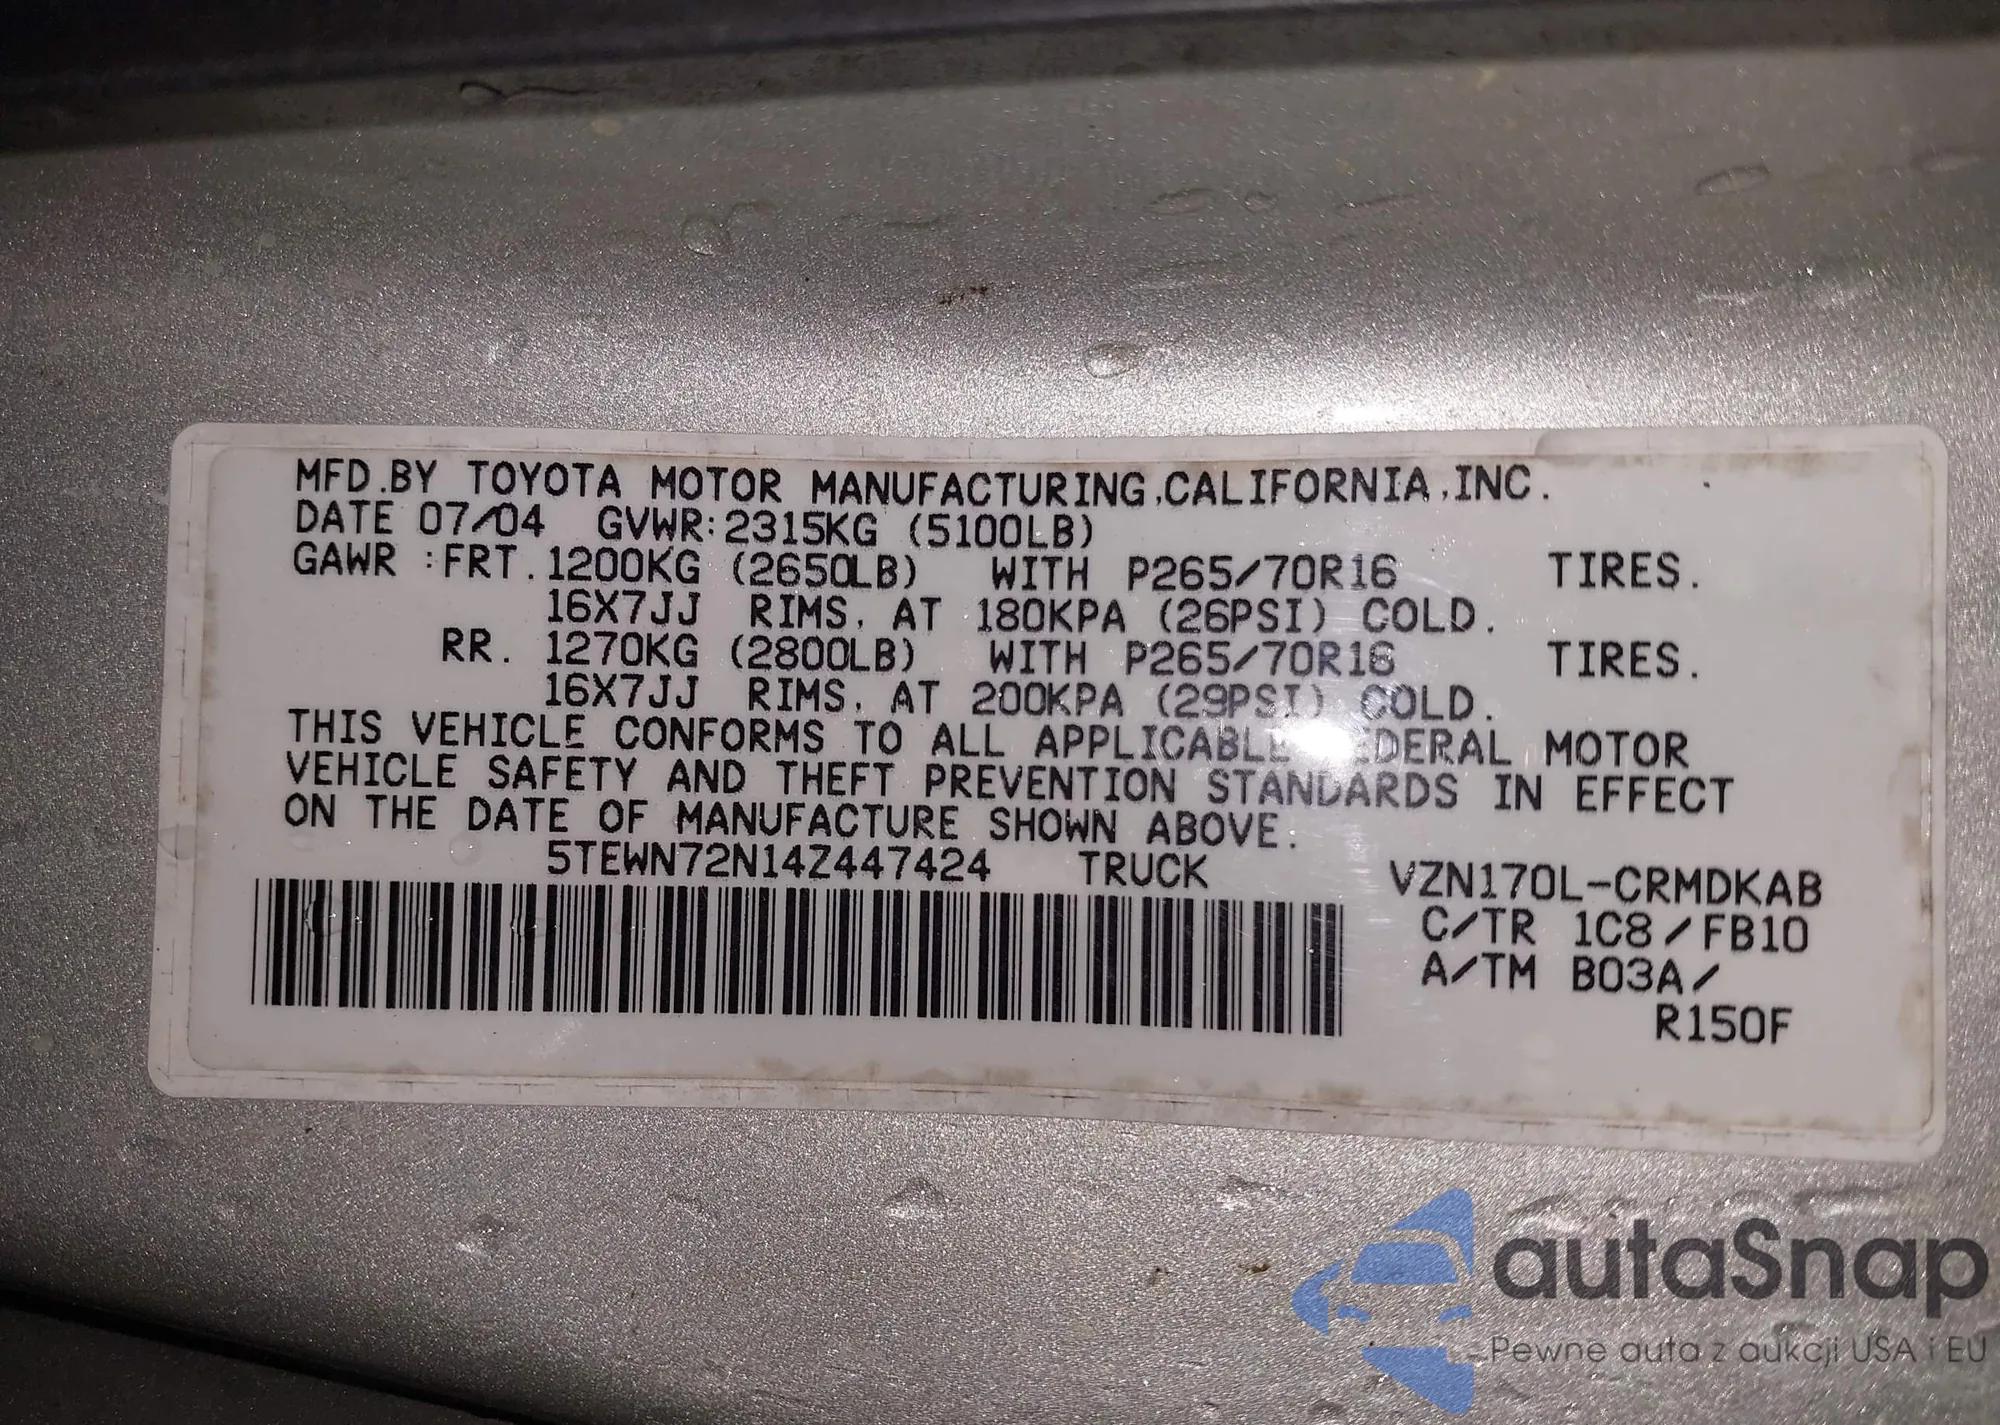 MFD.BY TOYOTA MOTOR MANUFACTURING,CALIFORNIA,INC.
DATE 07/04 GVWR:2315KG (5100LB)
GAWR :FRT. 1200KG (2650LB) WITH P265/70R16 TIRES.
16X7JJ RIMS, AT 180KPA (26PSI) COLD.
RR. 1270KG (2800LB) WITH P265/70R16 TIRES.
16X7JJ RIMS, AT 200KPA (29PSI) COLD.
THIS VEHICLE CONFORMS TO ALL APPLICABLE FEDERAL MOTOR
VEHICLE SAFETY AND THEFT PREVENTION STANDARDS IN EFFECT
ON THE DATE OF MANUFACTURE SHOWN ABOVE.
5TEWN72N14Z447424 TRUCK VZN170L-CRMDKAB
C/TR 1C8/FB10
A/TM B03A/
R150F
autaSnap
Pewne auta z aukcji USA i EU